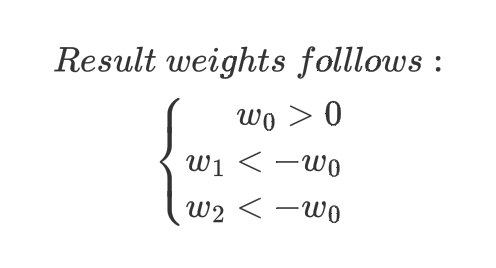 Result weights folllows :
w₀ > 0
w₁ < −w₀
w₂ < −w₀